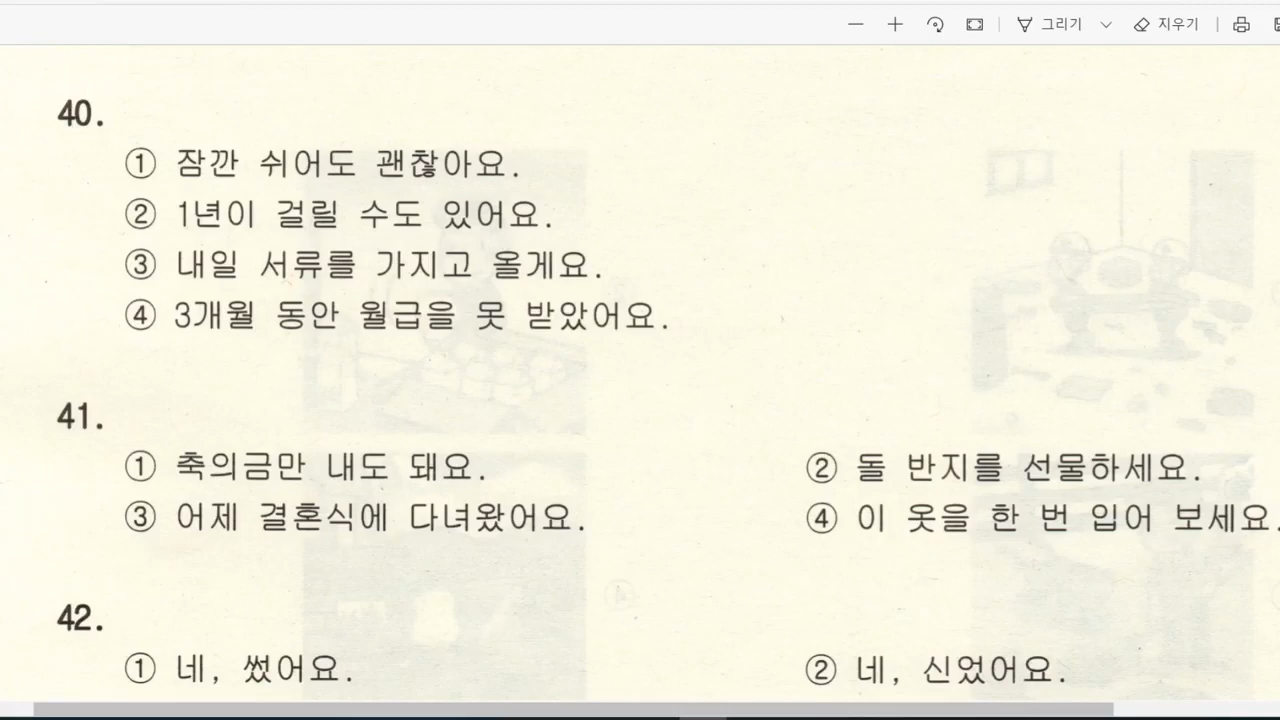 그리기 지우기
40.
① 잠깐 쉬어도 괜찮아요.
② 1년이 걸릴 수도 있어요.
③ 내일 서류를 가지고 올게요.
④ 3개월 동안 월급을 못 받았어요.
41.
① 축의금만 내도 돼요. ② 돌 반지를 선물하세요.
③ 어제 결혼식에 다녀왔어요. ④ 이 옷을 한 번 입어 보세요.
42.
① 네, 썼어요. ② 네, 신었어요.